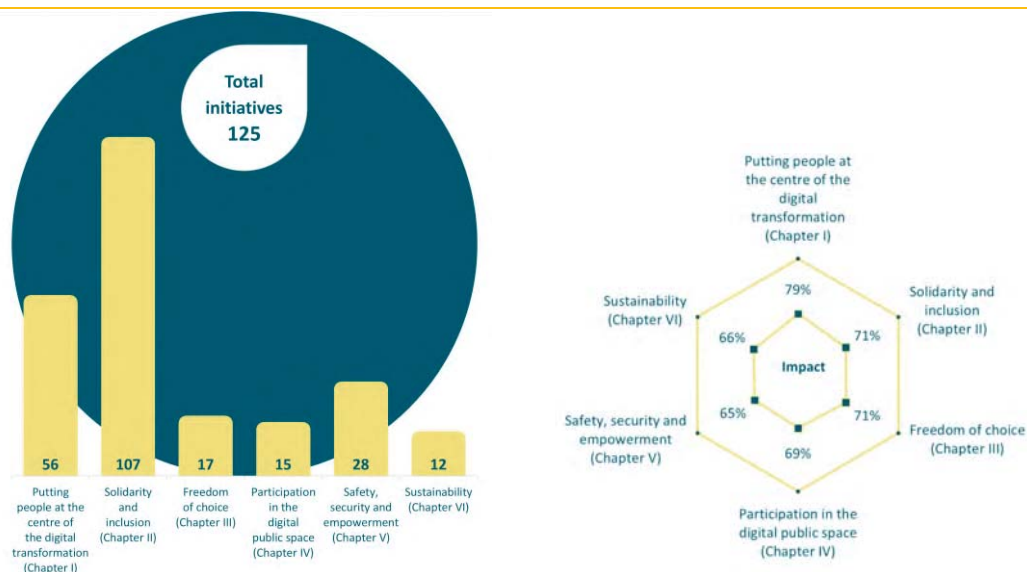 Total
initiatives
125
56
107
17
15
28
12
Putting
people at the
centre of
the digital
transformation
(Chapter I)
Solidarity
and
inclusion
(Chapter II)
Freedom
of choice
(Chapter III)
Participation
in the
digital
public space
(Chapter IV)
Safety,
security and
empowerment
(Chapter V)
Sustainability
(Chapter VI)
Putting people at
the centre of the
digital
transformation
(Chapter I)
79%
Sustainability
(Chapter VI)
Solidarity and
inclusion
(Chapter II)
66%
71%
Impact
65%
71%
Safety, security and
empowerment
(Chapter V)
Freedom of choice
(Chapter III)
69%
Participation in the
digital public space
(Chapter IV)